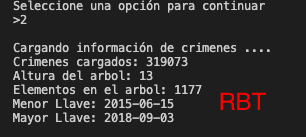 Seleccione una opción para continuar
>2
Cargando información de crimenes ....
Crimenes cargados: 319073
Altura del arbol: 13
Elementos en el arbol: 1177
Menor Llave: 2015-06-15
Mayor Llave: 2018-09-03
RBT